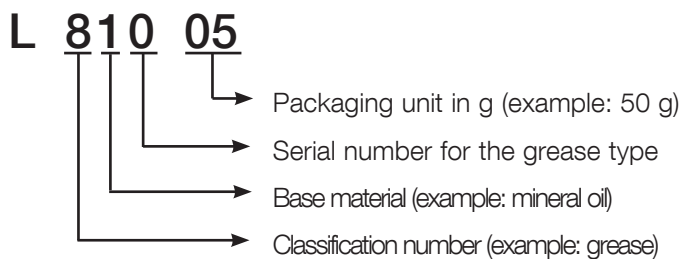 L 810 05
Packaging unit in g (example: 50 g)
Serial number for the grease type
Base material (example: mineral oil)
Classification number (example: grease)